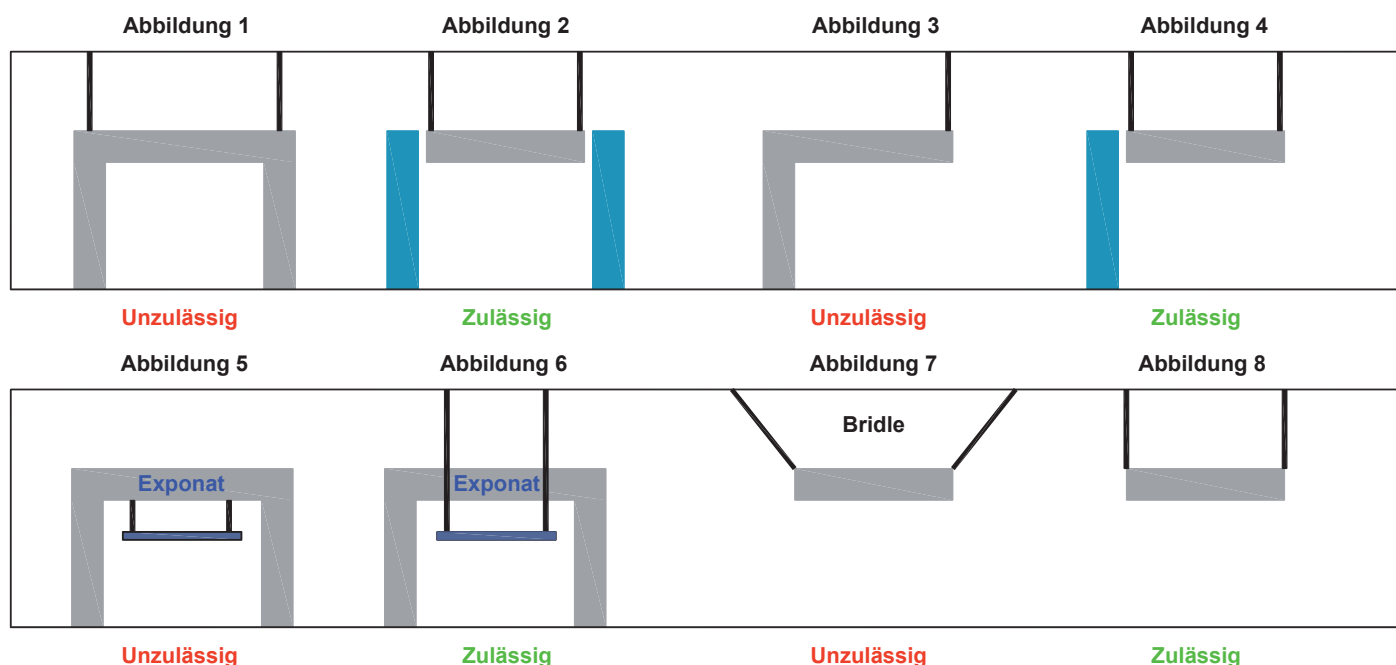 Abbildung 1 Abbildung 2 Abbildung 3 Abbildung 4
Unzulässig Zulässig Unzulässig Zulässig
Abbildung 5 Abbildung 6 Abbildung 7 Abbildung 8
Bridle
Exponat Exponat
Unzulässig Zulässig Unzulässig Zulässig